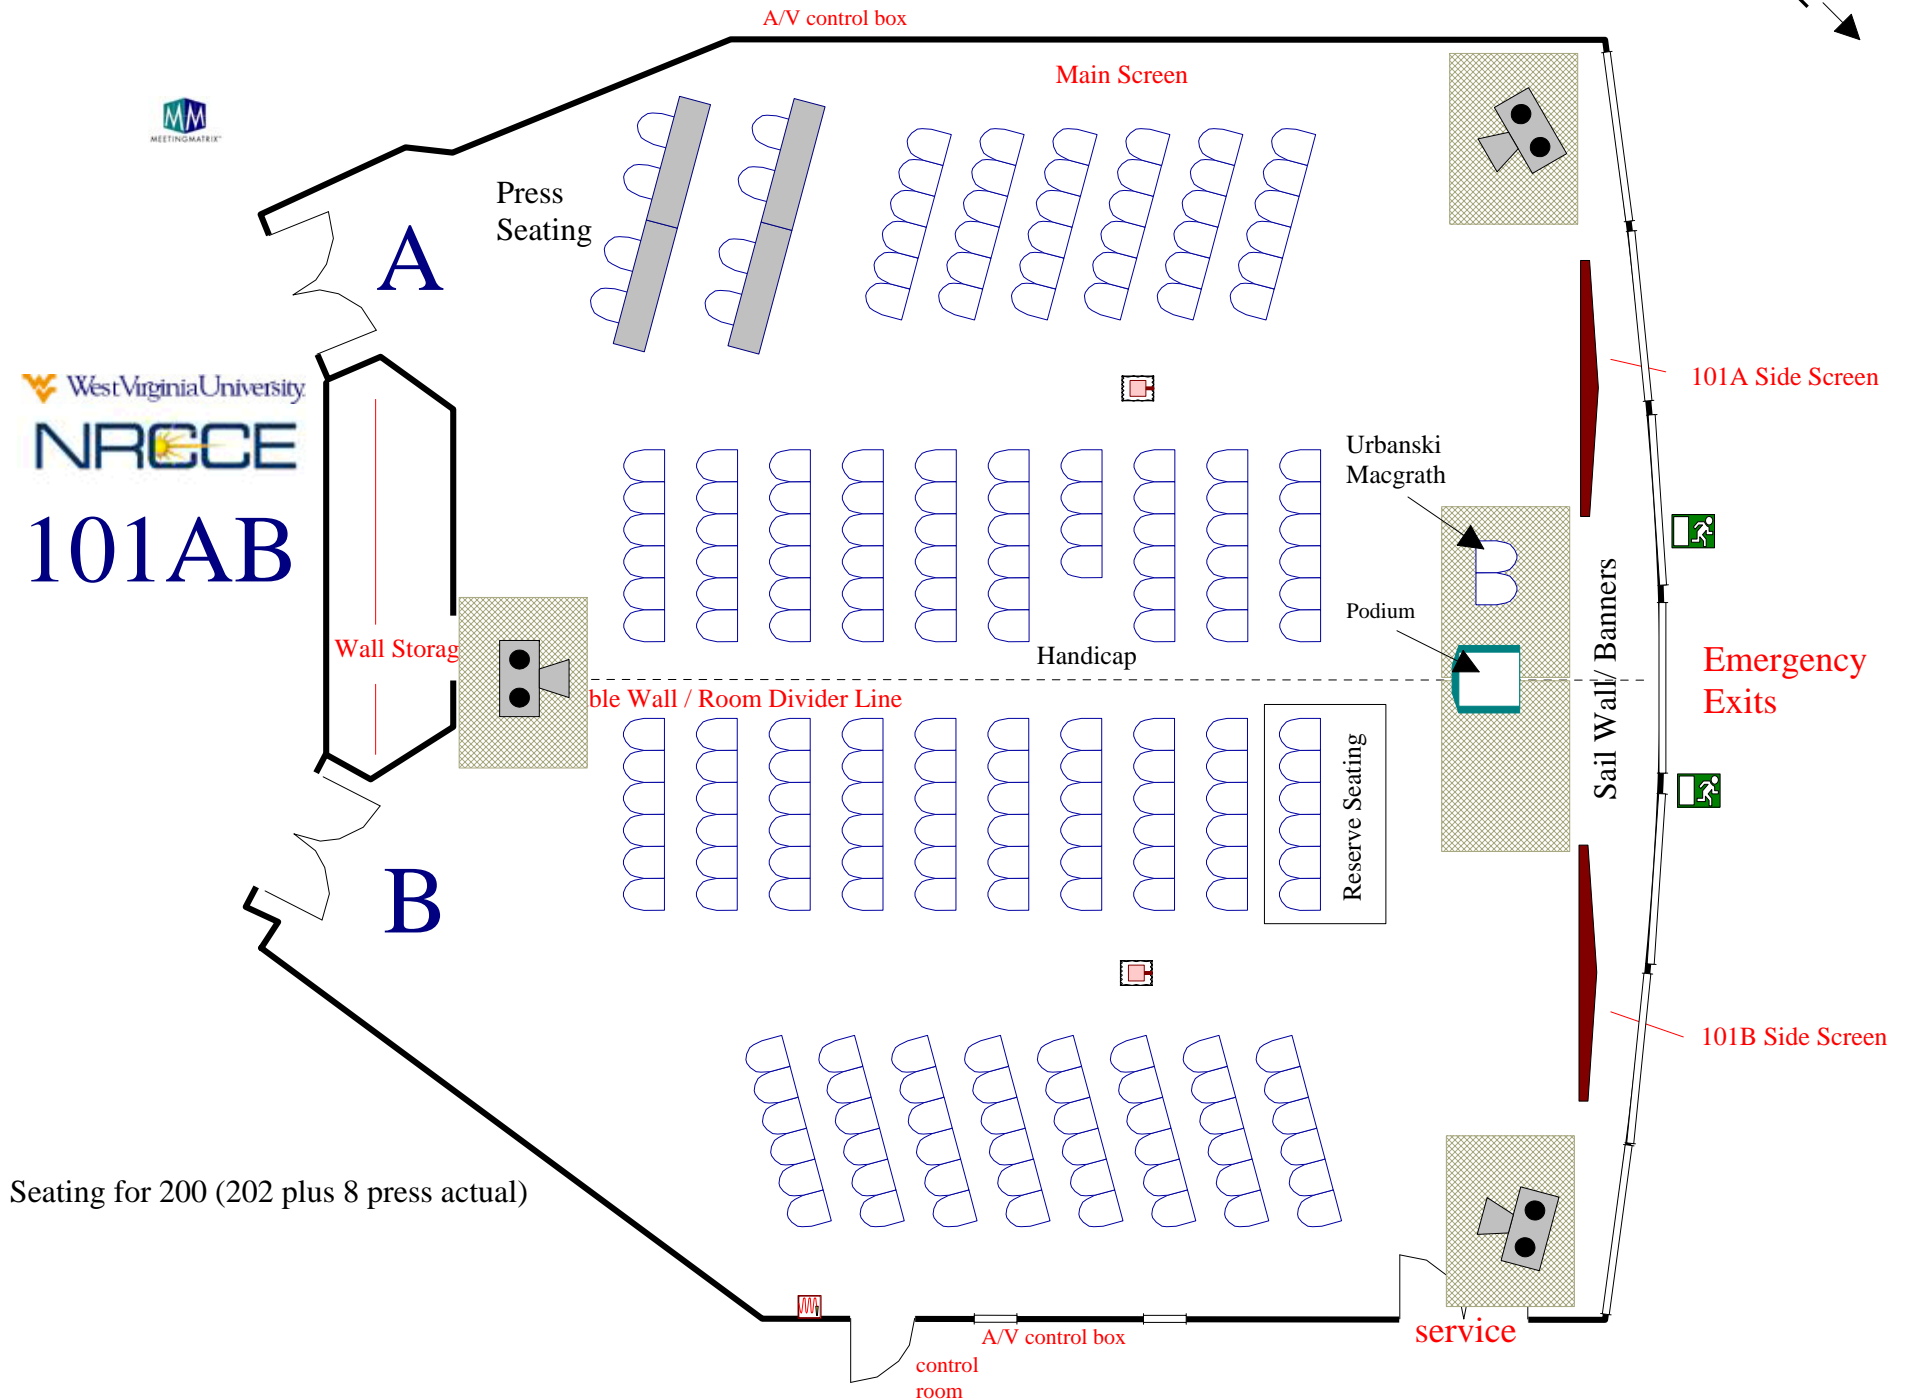 A/V control box
Main Screen
MM
MEETINGMATRIX
Press
Seating
A
West Virginia University
NRCCE
101AB
101A Side Screen
Urbanski
Macgrath
Podium
Wall Storag
Handicap
ble Wall / Room Divider Line
Sail Wall/ Banners
Emergency
Exits
Reserve Seating
B
101B Side Screen
Seating for 200 (202 plus 8 press actual)
A/V control box
service
control
room